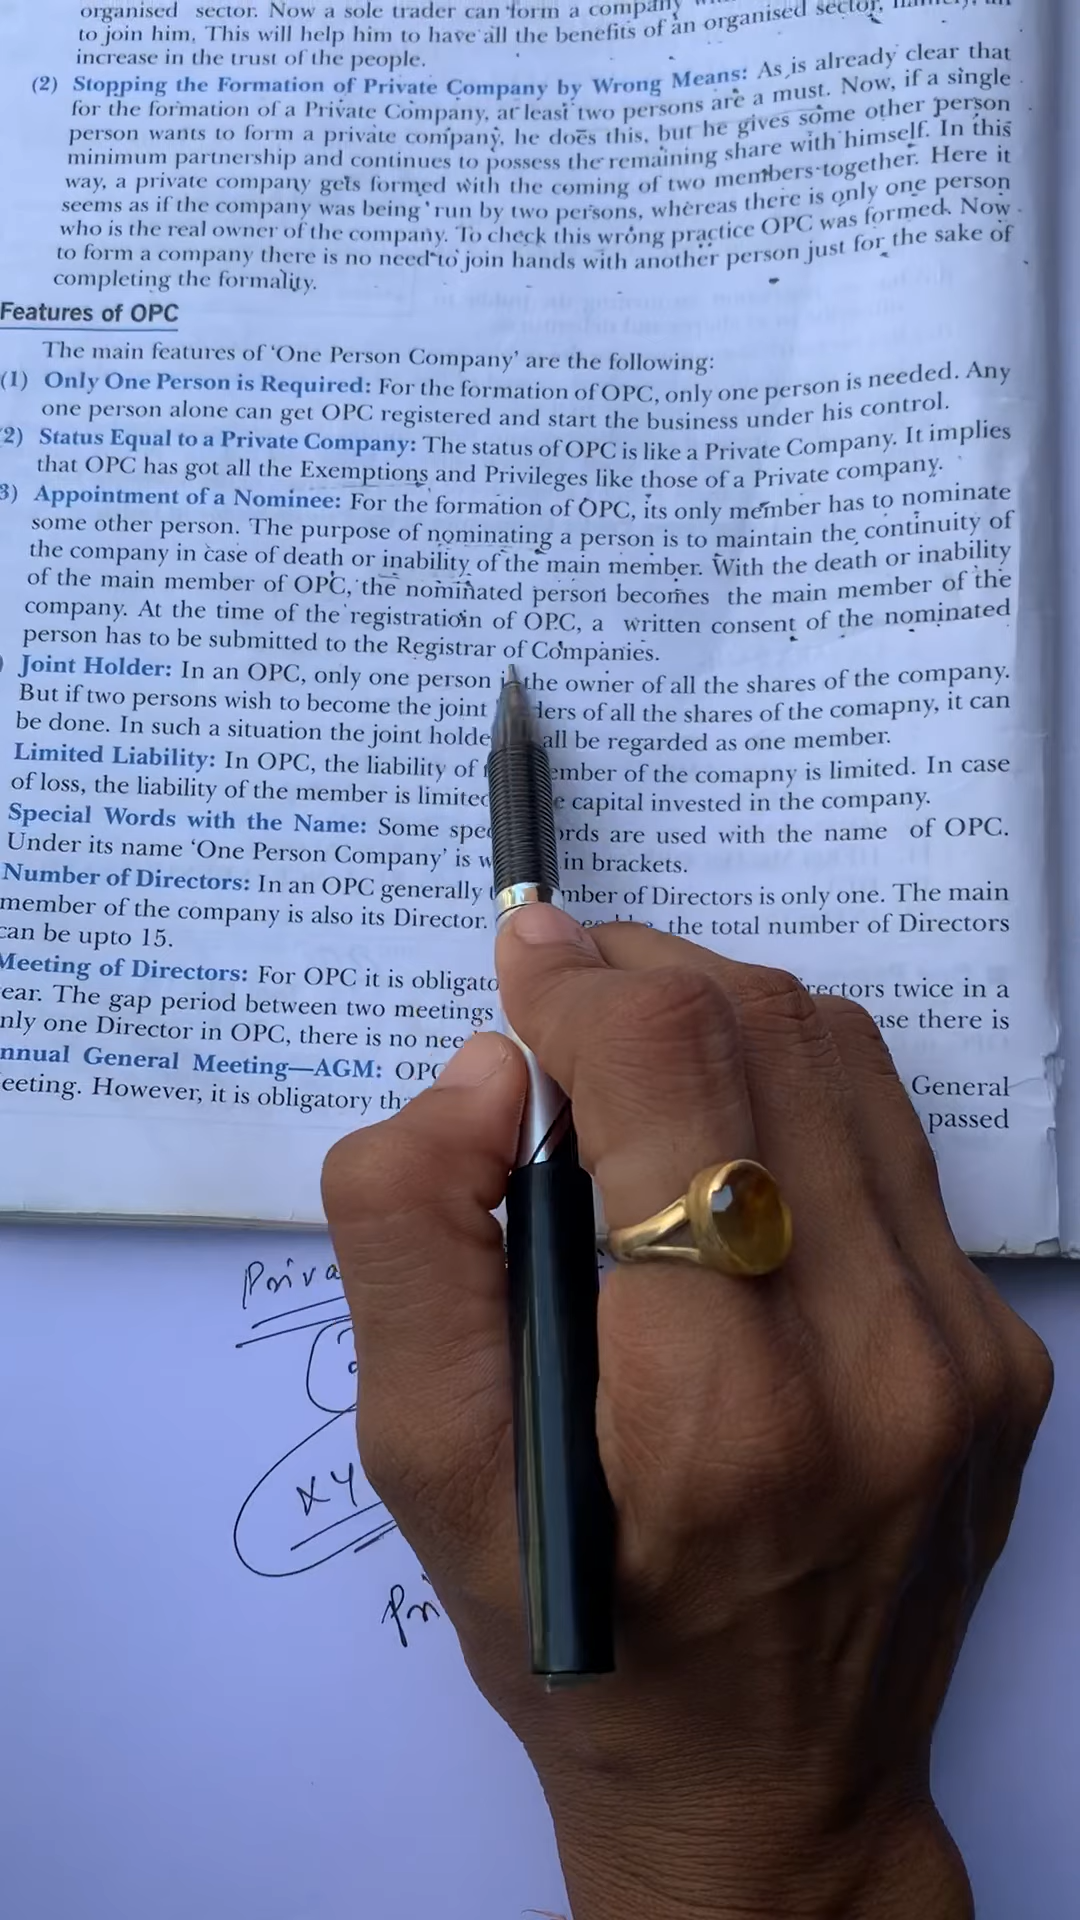 organised sector. Now a sole trader can form a company
to join him. This will help him to have all the benefits of an organised sector,
increase in the trust of the people.
(2) Stopping the Formation of Private Company by Wrong Means: As is already clear that
for the formation of a Private Company, at least two persons are a must. Now, if a single
person wants to form a private company, he does this, but he gives some other person
minimum partnership and continues to possess the remaining share with himself. In this
way, a private company gets formed with the coming of two members together. Here it
seems as if the company was being run by two persons, whereas there is only one person
who is the real owner of the company. To check this wrong practice OPC was formed. Now
to form a company there is no need to join hands with another person just for the sake of
completing the formality.
Features of OPC
The main features of 'One Person Company' are the following:
(1) Only One Person is Required: For the formation of OPC, only one person is needed. Any
one person alone can get OPC registered and start the business under his control.
2) Status Equal to a Private Company: The status of OPC is like a Private Company. It implies
that OPC has got all the Exemptions and Privileges like those of a Private company.
3) Appointment of a Nominee: For the formation of OPC, its only member has to nominate
some other person. The purpose of nominating a person is to maintain the continuity of
the company in case of death or inability of the main member. With the death or inability
of the main member of OPC, the nominated person becomes the main member of the
company. At the time of the registration of OPC, a written consent of the nominated
person has to be submitted to the Registrar of Companies.
) Joint Holder: In an OPC, only one person the owner of all the shares of the company.
But if two persons wish to become the joint ders of all the shares of the comapny, it can
be done. In such a situation the joint holde all be regarded as one member.
Limited Liability: In OPC, the liability of ember of the comapny is limited. In case
of loss, the liability of the member is limited e capital invested in the company.
Special Words with the Name: Some spe ords are used with the name of OPC.
Under its name 'One Person Company' is w in brackets.
Number of Directors: In an OPC generally mber of Directors is only one. The main
member of the company is also its Director. the total number of Directors
can be upto 15.
Meeting of Directors: For OPC it is obligato rectors twice in a
ear. The gap period between two meetings ase there is
nly one Director in OPC, there is no nee
nnual General Meeting—AGM: OPC General
eeting. However, it is obligatory th passed
Priva
XY
Pri